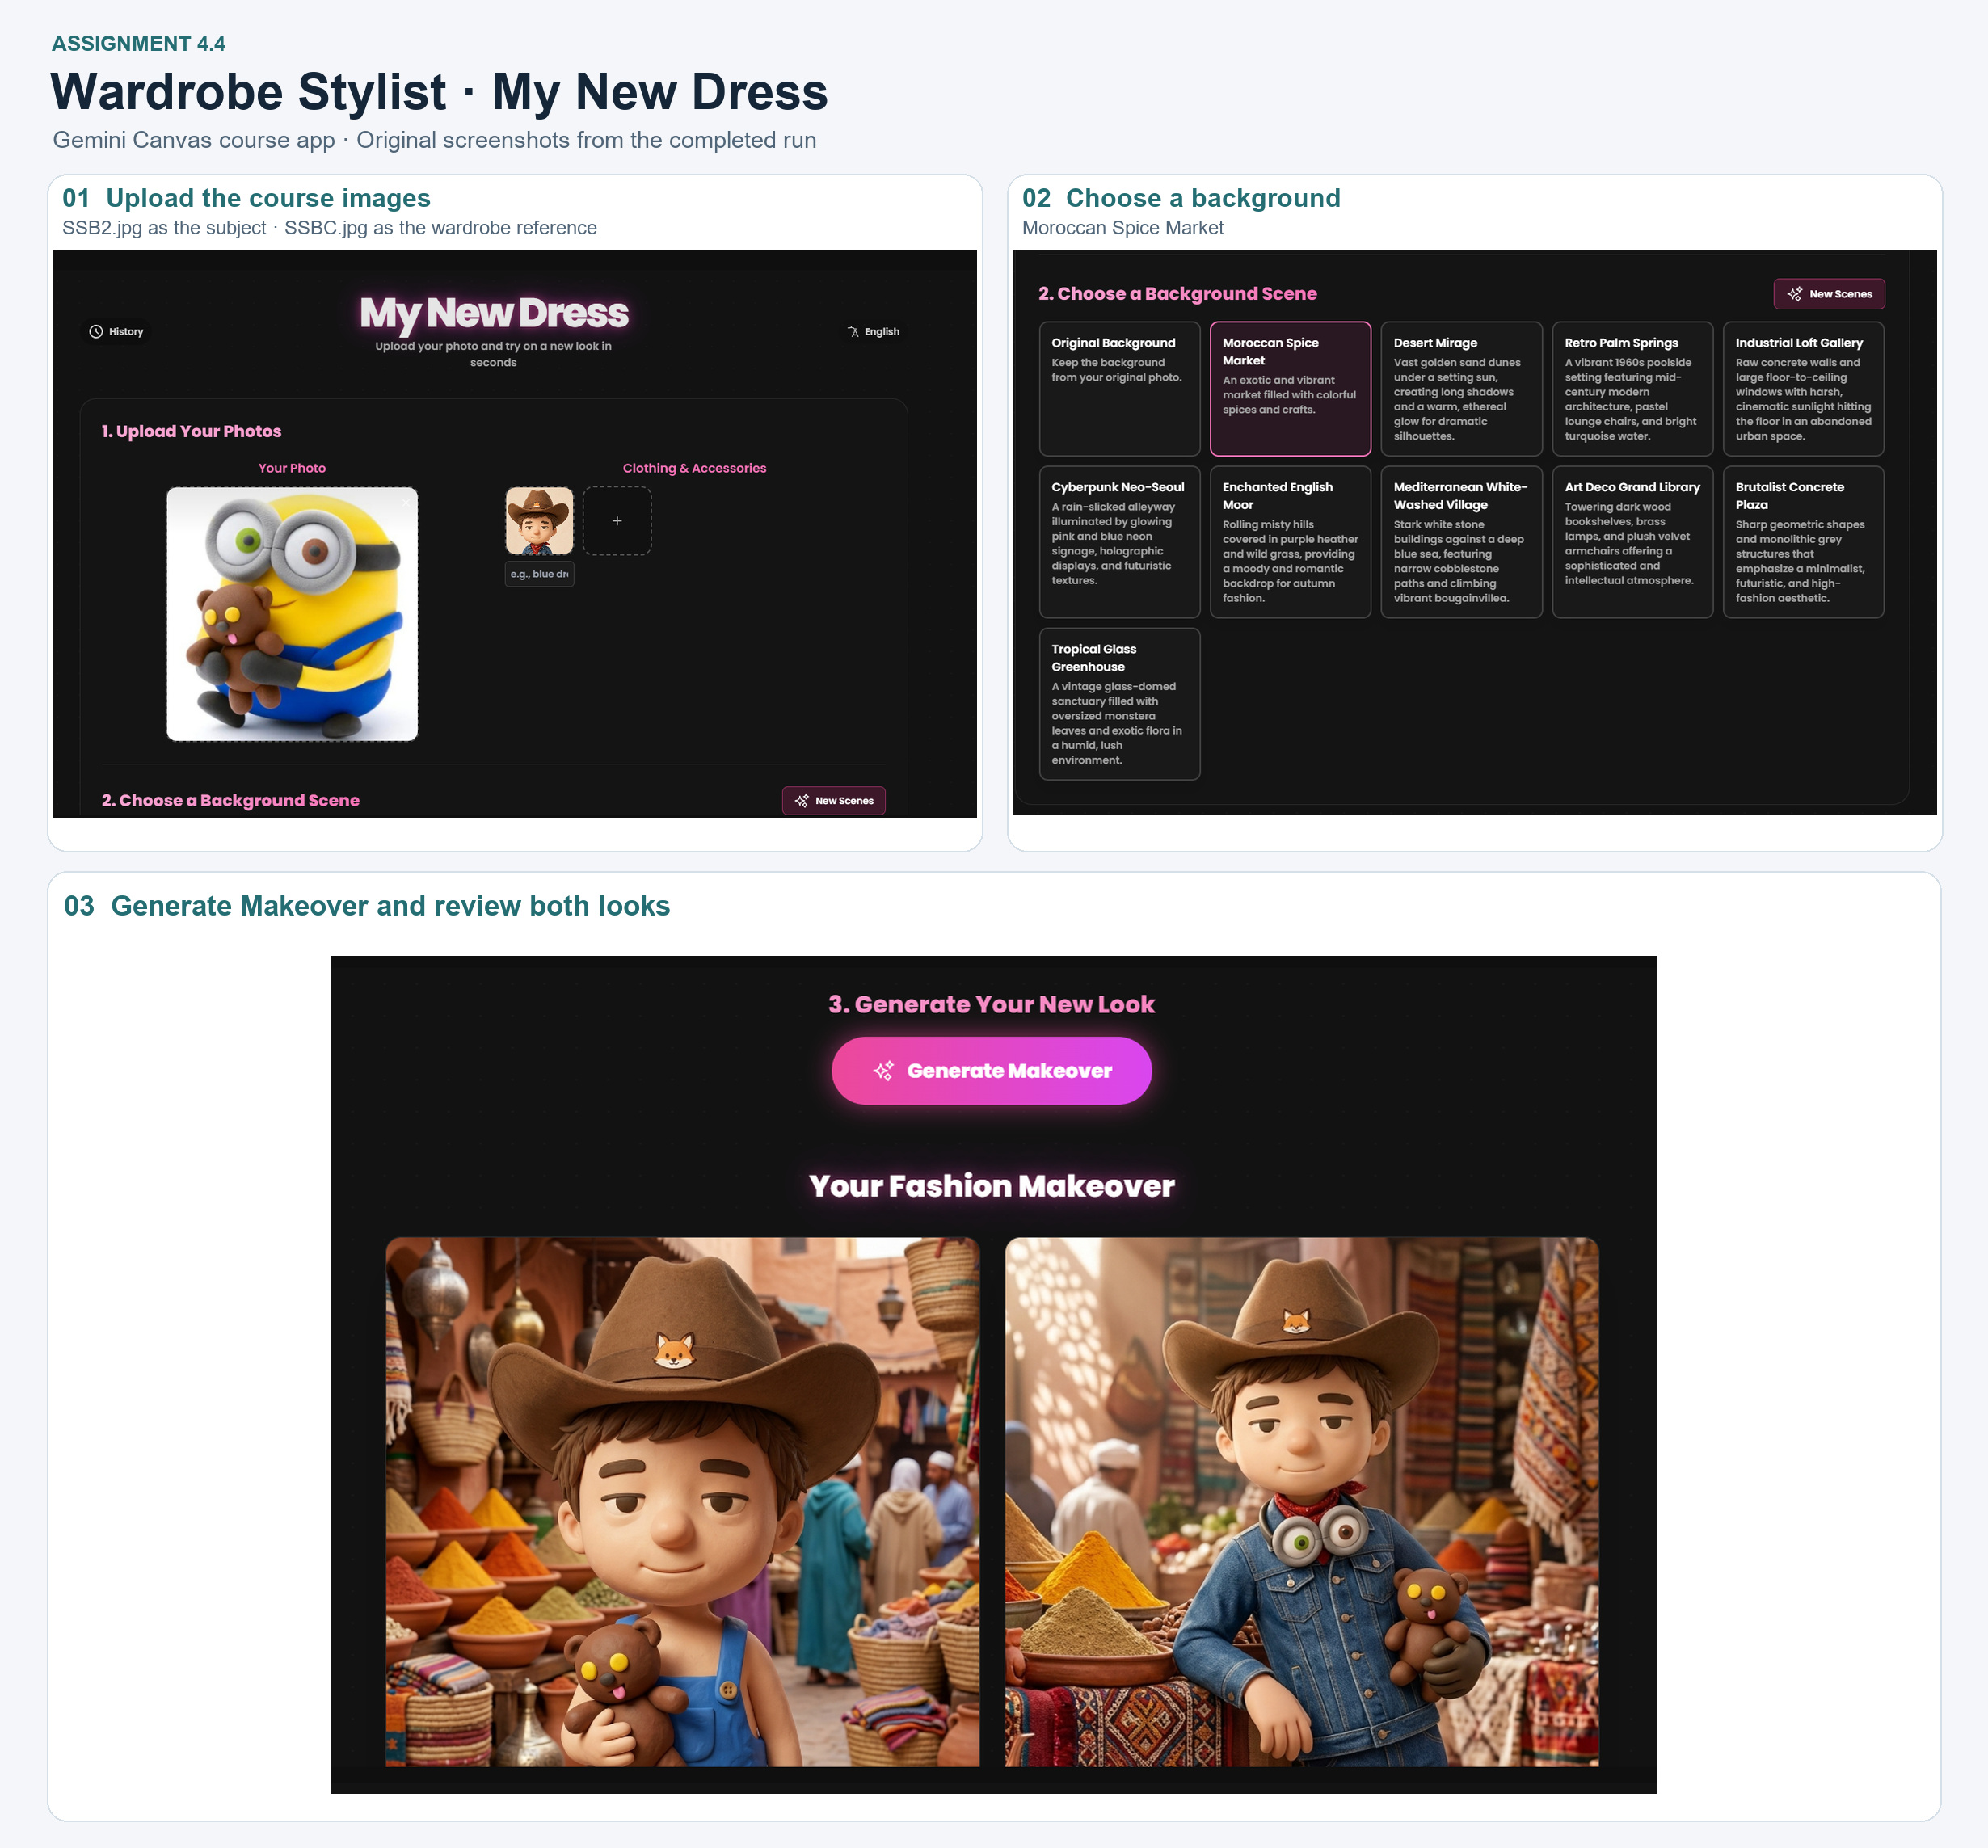 ASSIGNMENT 4.4
Wardrobe Stylist · My New Dress
Gemini Canvas course app · Original screenshots from the completed run
01 Upload the course images
SSB2.jpg as the subject · SSBC.jpg as the wardrobe reference
History
My New Dress
English
Upload your photo and try on a new look in
seconds
1. Upload Your Photos
Your Photo
Clothing & Accessories
+
e.g., blue dr
2. Choose a Background Scene
New Scenes
02 Choose a background
Moroccan Spice Market
2. Choose a Background Scene
New Scenes
Original Background
Keep the background
from your original photo.
Moroccan Spice
Market
An exotic and vibrant
market filled with colorful
spices and crafts.
Desert Mirage
Vast golden sand dunes
under a setting sun,
creating long shadows
and a warm, ethereal
glow for dramatic
silhouettes.
Retro Palm Springs
A vibrant 1960s poolside
setting featuring mid-
century modern
architecture, pastel
lounge chairs, and bright
turquoise water.
Industrial Loft Gallery
Raw concrete walls and
large floor-to-ceiling
windows with harsh,
cinematic sunlight hitting
the floor in an abandoned
urban space.
Cyberpunk Neo-Seoul
A rain-slicked alleyway
illuminated by glowing
pink and blue neon
signage, holographic
displays, and futuristic
textures.
Enchanted English
Moor
Rolling misty hills
covered in purple heather
and wild grass, providing
a moody and romantic
backdrop for autumn
fashion.
Mediterranean White-
Washed Village
Stark white stone
buildings against a deep
blue sea, featuring
narrow cobblestone
paths and climbing
vibrant bougainvillea.
Art Deco Grand Library
Towering dark wood
bookshelves, brass
lamps, and plush velvet
armchairs offering a
sophisticated and
intellectual atmosphere.
Brutalist Concrete
Plaza
Sharp geometric shapes
and monolithic grey
structures that
emphasize a minimalist,
futuristic, and high-
fashion aesthetic.
Tropical Glass
Greenhouse
A vintage glass-domed
sanctuary filled with
oversized monstera
leaves and exotic flora in
a humid, lush
environment.
03 Generate Makeover and review both looks
3. Generate Your New Look
Generate Makeover
Your Fashion Makeover